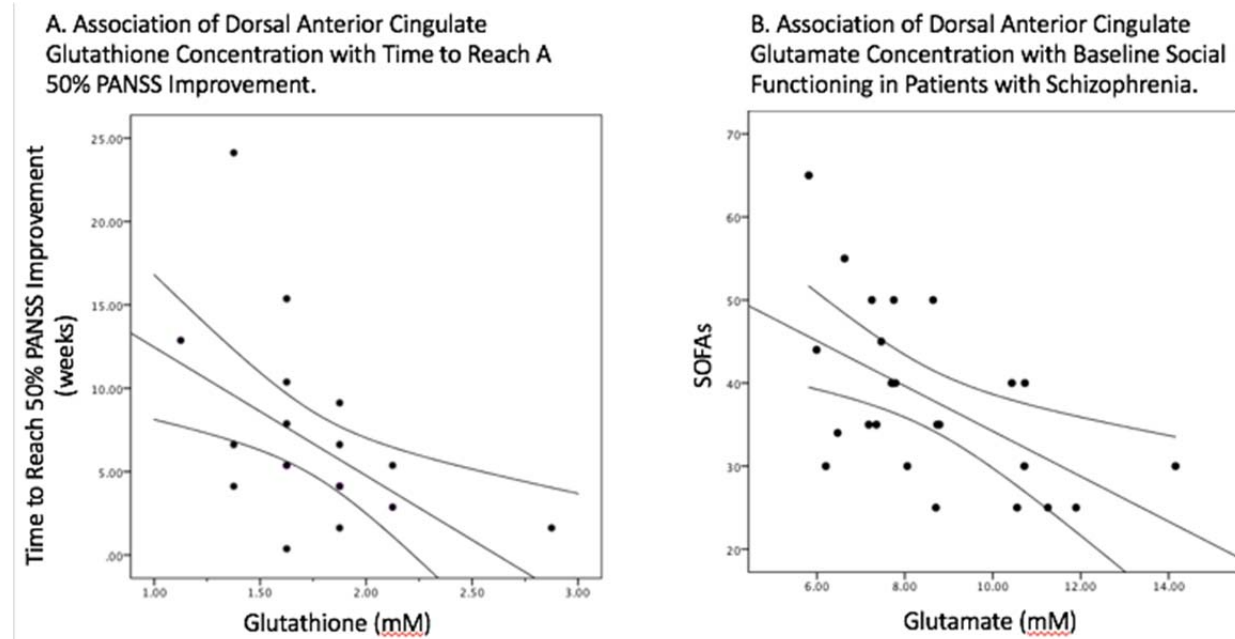 A. Association of Dorsal Anterior Cingulate
Glutathione Concentration with Time to Reach A
50% PANSS Improvement.
Time to Reach 50% PANSS Improvement
(weeks)
25.00
20.00
15.00
10.00
5.00
.00
1.00 1.50 2.00 2.50 3.00
Glutathione (mM)
B. Association of Dorsal Anterior Cingulate
Glutamate Concentration with Baseline Social
Functioning in Patients with Schizophrenia.
SOFAs
70
60
50
40
30
20
6.00 8.00 10.00 12.00 14.00
Glutamate (mM)